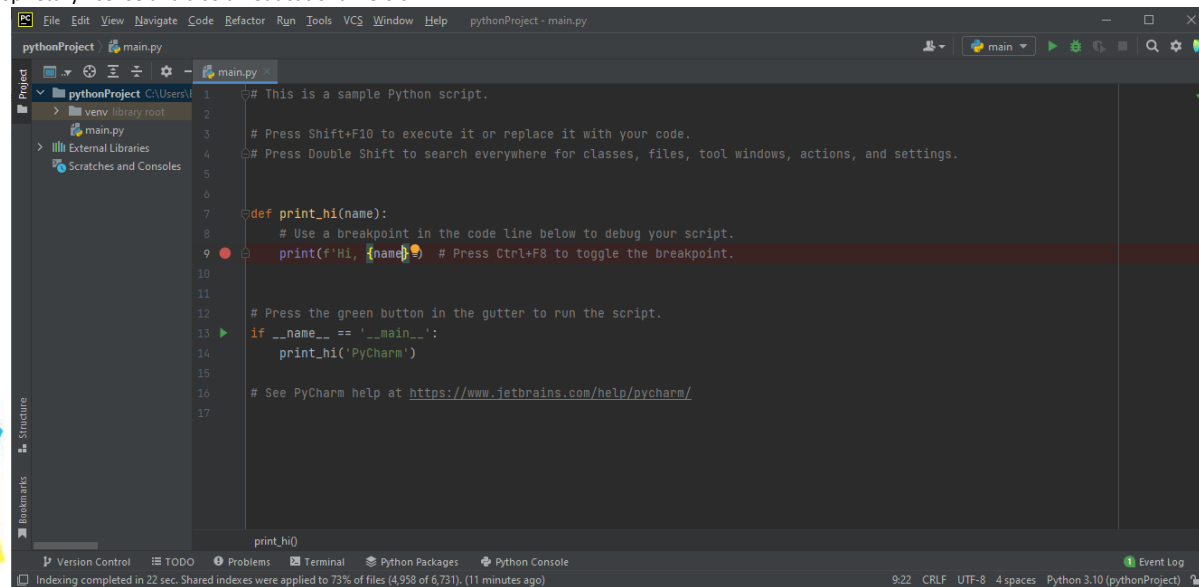 File Edit View Navigate Code Refactor Run Tools VCS Window Help pythonProject - main.py
pythonProject main.py main
main.py
pythonProject C:\Users\
venv library root
main.py
External Libraries
Scratches and Consoles
Project
Structure
Bookmarks
1 # This is a sample Python script.
2
3 # Press Shift+F10 to execute it or replace it with your code.
4 # Press Double Shift to search everywhere for classes, files, tool windows, actions, and settings.
5
6
7 def print_hi(name):
8 # Use a breakpoint in the code line below to debug your script.
9 print(f'Hi, {name}') # Press Ctrl+F8 to toggle the breakpoint.
10
11
12 # Press the green button in the gutter to run the script.
13 if __name__ == '__main__':
14 print_hi('PyCharm')
15
16 # See PyCharm help at https://www.jetbrains.com/help/pycharm/
17
print_hi()
Version Control TODO Problems Terminal Python Packages Python Console 1 Event Log
Indexing completed in 22 sec. Shared indexes were applied to 73% of files (4,958 of 6,731). (11 minutes ago) 9:22 CRLF UTF-8 4 spaces Python 3.10 (pythonProject)